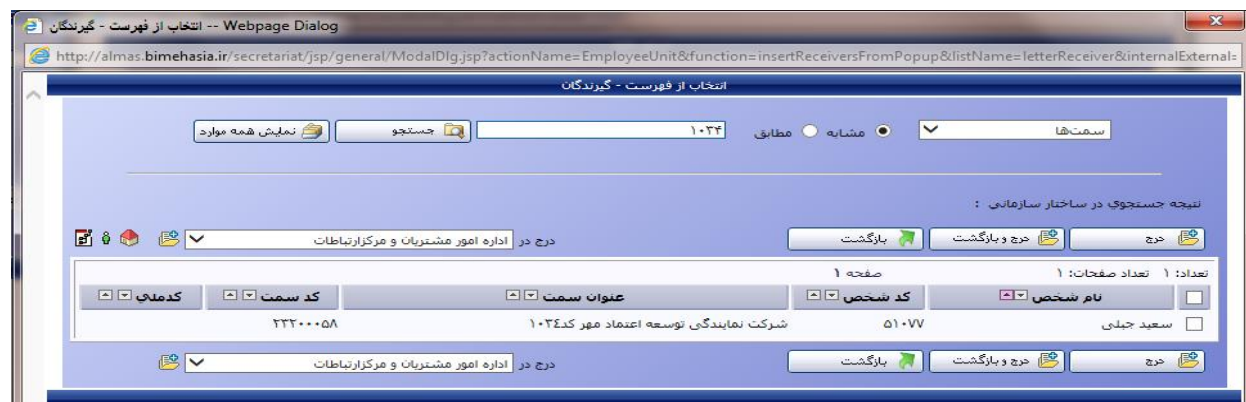 انتخاب از فهرست - گیرندگان -- Webpage Dialog
http://almas.bimehasia.ir/secretariat/jsp/general/ModalDlg.jsp?actionName=EmployeeUnit&function=insertReceiversFromPopup&listName=letterReceiver&internalExternal=
انتخاب از فهرست - گیرندگان
سمت‌ها مشابه مطابق ۱۰۳۴ جستجو نمایش همه موارد
نتیجه جستجوي در ساختار سازمانی :
درج درج و بازگشت بازگشت درج در اداره امور مشتریان و مرکزارتباطات
تعداد: ۱ تعداد صفحات: ۱ صفحه ۱
نام شخص کد شخص عنوان سمت کد سمت کدملي
سعید جبلی ۵۱۰۷۷ شرکت نمایندگی توسعه اعتماد مهر کد۱۰۳٤ ۲۳۲۰۰۰۵۸
درج درج و بازگشت بازگشت درج در اداره امور مشتریان و مرکزارتباطات